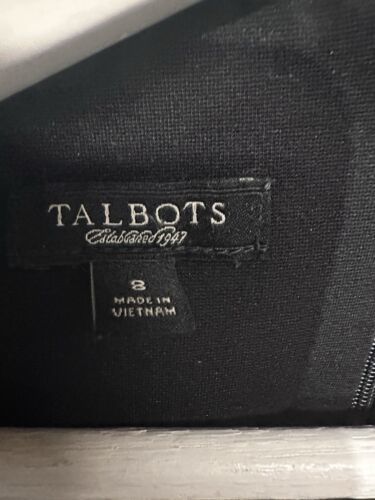 TALBOTS
Established 1947
8
MADE IN
VIETNAM